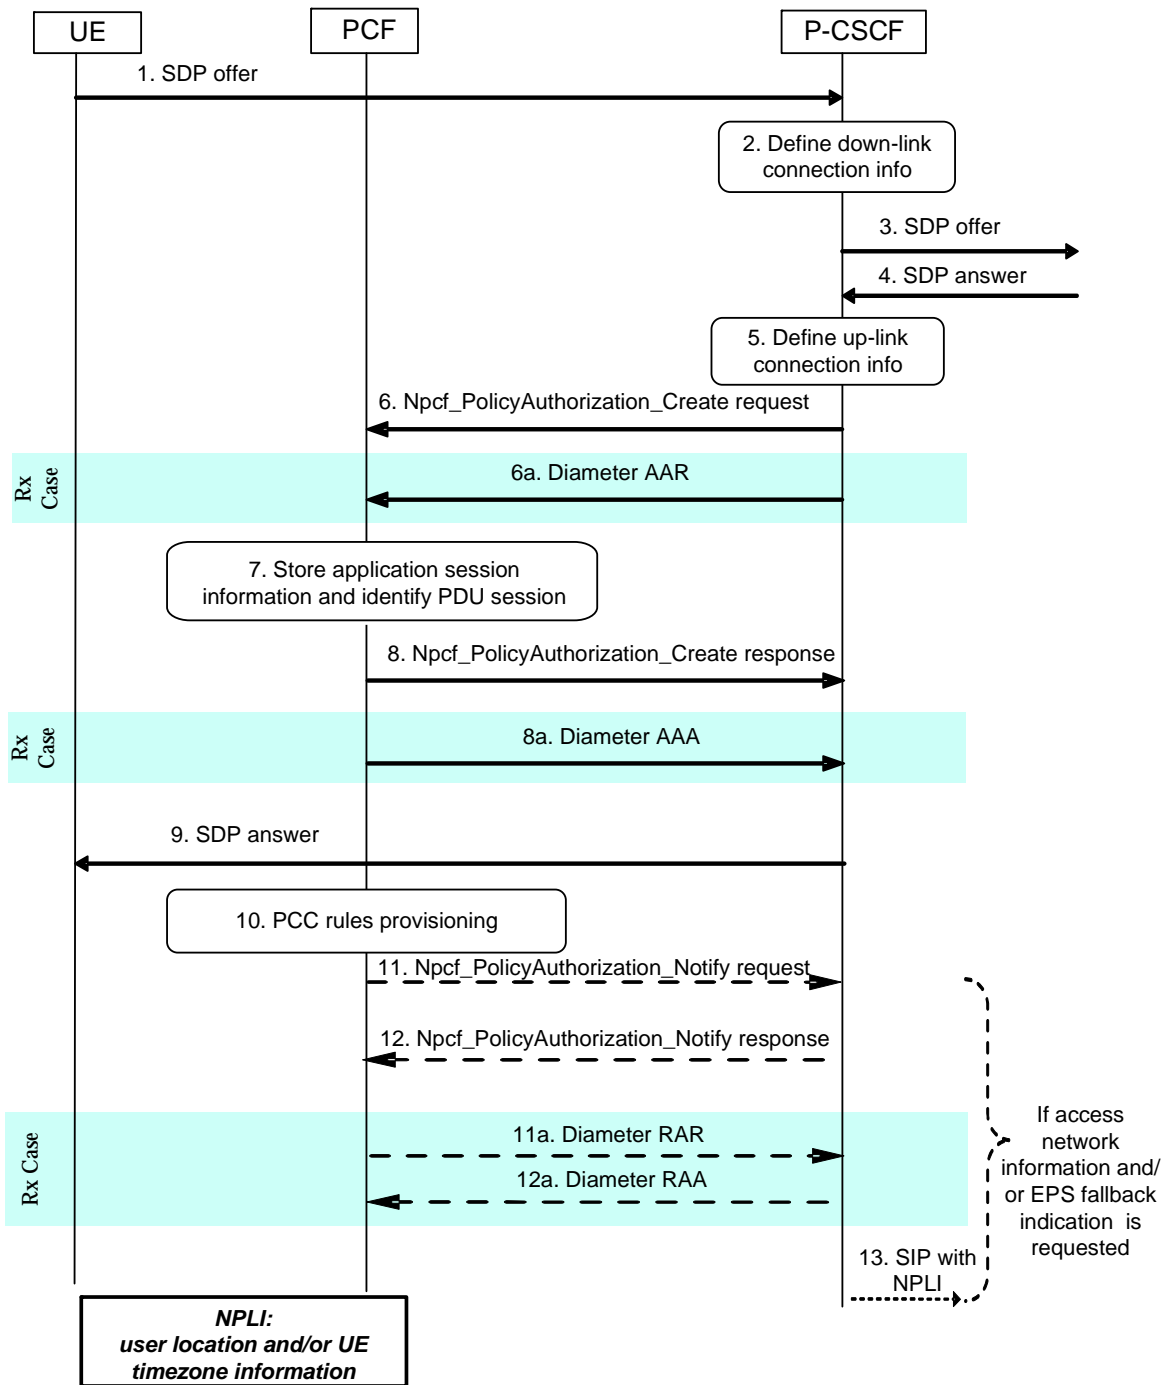 UE
PCF
P-CSCF
1. SDP offer
2. Define down-link
connection info
3. SDP offer
4. SDP answer
5. Define up-link
connection info
6. Npcf_PolicyAuthorization_Create request
Rx
Case
6a. Diameter AAR
7. Store application session
information and identify PDU session
8. Npcf_PolicyAuthorization_Create response
Rx
Case
8a. Diameter AAA
9. SDP answer
10. PCC rules provisioning
11. Npcf_PolicyAuthorization_Notify request
12. Npcf_PolicyAuthorization_Notify response
Rx Case
11a. Diameter RAR
12a. Diameter RAA
If access
network
information and/
or EPS fallback
indication is
requested
13. SIP with
NPLI
NPLI:
user location and/or UE
timezone information